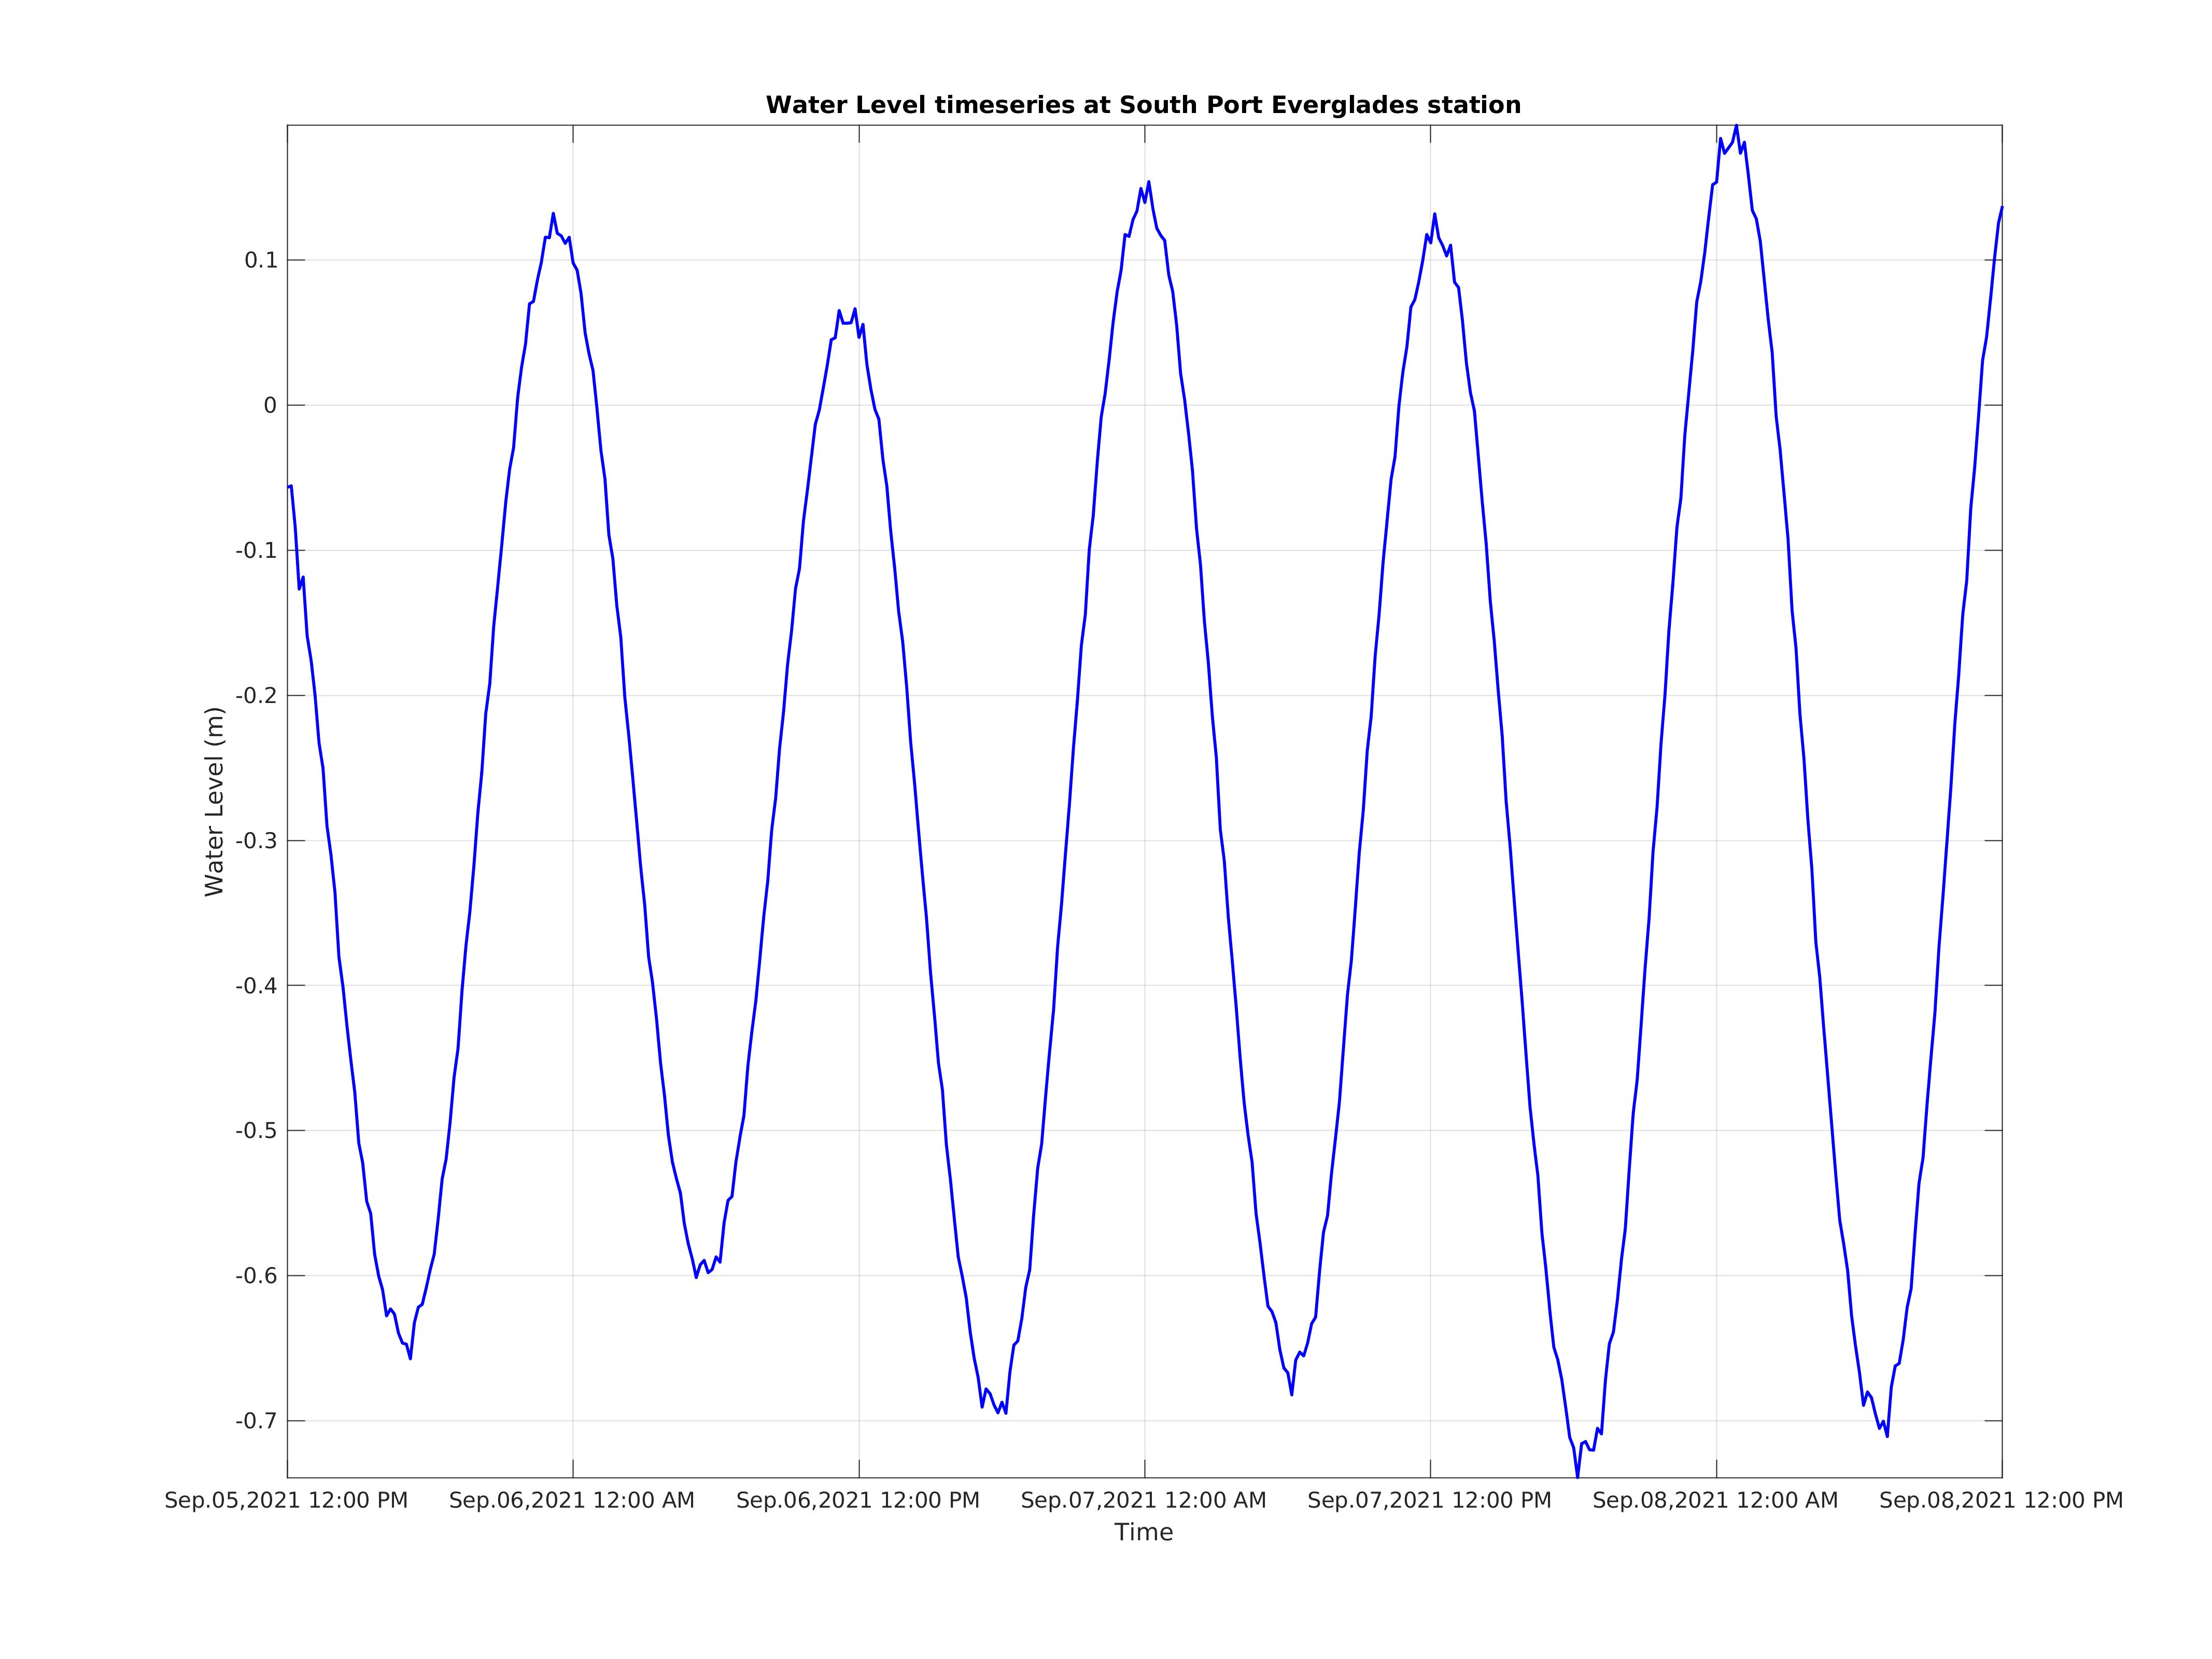 Water Level timeseries at South Port Everglades station
0.1
0
-0.1
-0.2
-0.3
-0.4
-0.5
-0.6
-0.7
Water Level (m)
Sep.05,2021 12:00 PM Sep.06,2021 12:00 AM Sep.06,2021 12:00 PM Sep.07,2021 12:00 AM Sep.07,2021 12:00 PM Sep.08,2021 12:00 AM Sep.08,2021 12:00 PM
Time